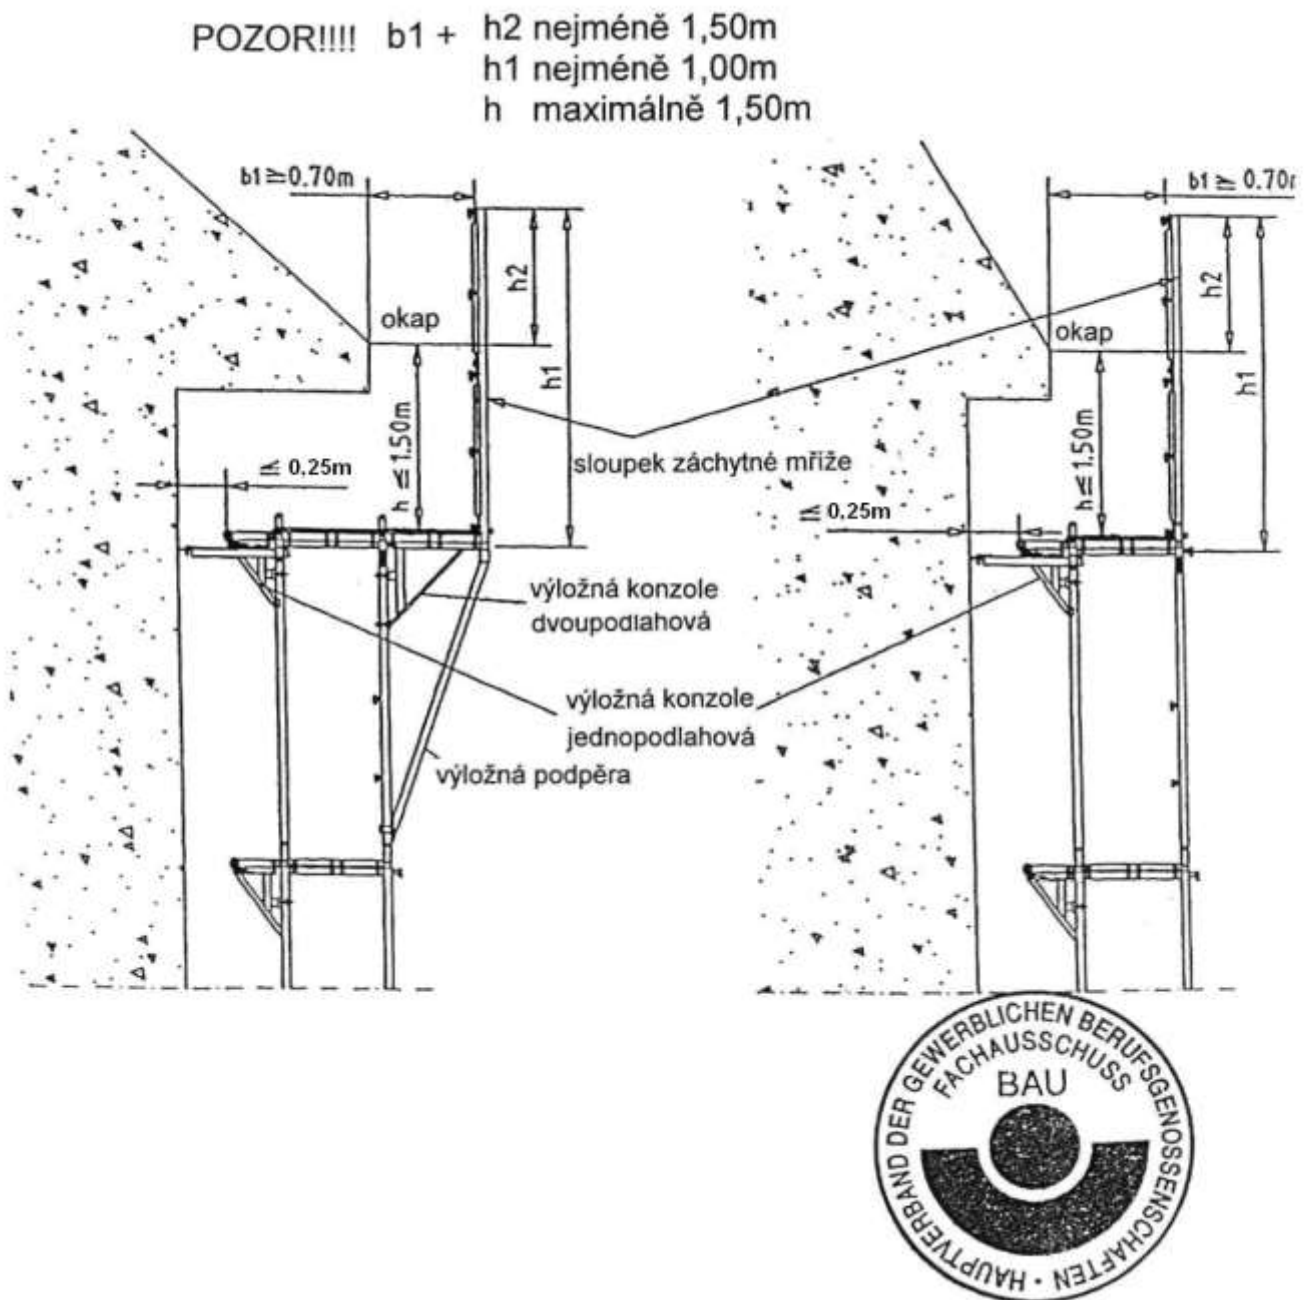 POZOR!!!! b1 + h2 nejméně 1,50m
h1 nejméně 1,00m
h maximálně 1,50m
b1 ≧ 0.70m
h2
h1
okap
h ≦ 1.50m
≦ 0,25m
sloupek záchytné mříže
výložná konzole
dvoupodlahová
výložná konzole
jednopodlahová
výložná podpěra
b1 ≧ 0.70
h2
h1
okap
h ≦ 1.50m
≦ 0,25m
HAUPTVERBAND DER GEWERBLICHEN BERUFSGENOSSENSCHAFTEN •
FACHAUSSCHUSS
BAU